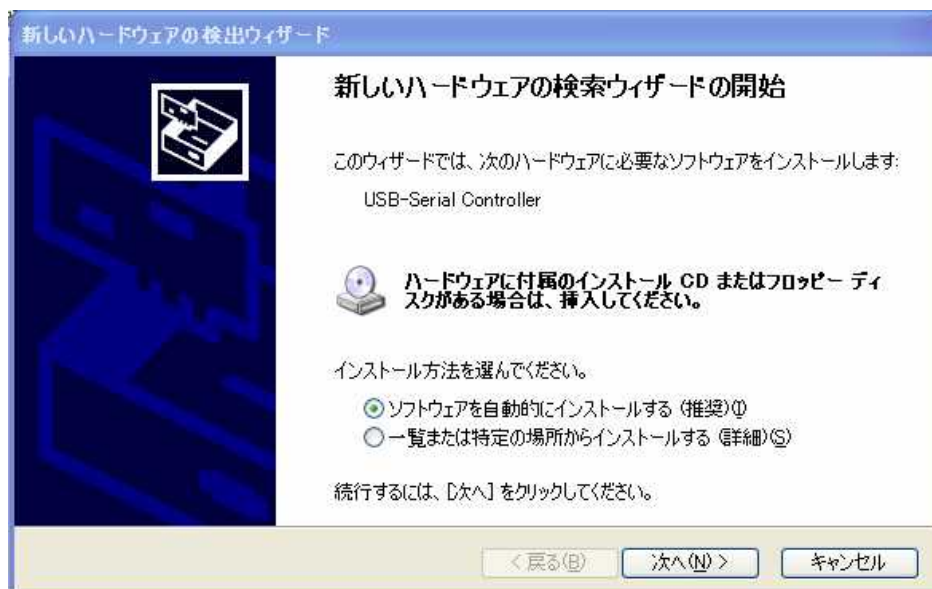 新しいハードウェアの検出ウィザード
新しいハードウェアの検索ウィザードの開始
このウィザードでは、次のハードウェアに必要なソフトウェアをインストールします:
USB-Serial Controller
ハードウェアに付属のインストール CD またはフロッピー ディ
スクがある場合は、挿入してください。
インストール方法を選んでください。
ソフトウェアを自動的にインストールする (推奨)(I)
一覧または特定の場所からインストールする (詳細)(S)
続行するには、[次へ] をクリックしてください。
< 戻る(B)
次へ(N) >
キャンセル